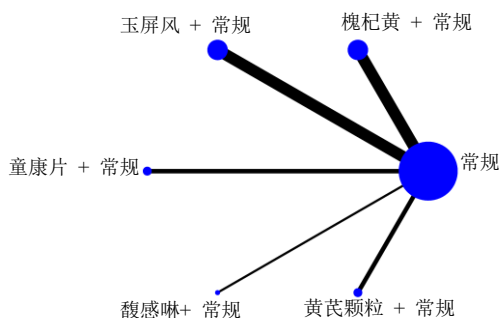 玉屏风 + 常规
槐杞黄 + 常规
童康片 + 常规
常规
馥感啉+ 常规
黄芪颗粒 + 常规